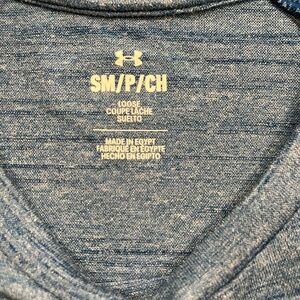 SM/P/CH
LOOSE
COUPE LÂCHE
SUELTO
MADE IN EGYPT
FABRIQUÉ EN ÉGYPTE
HECHO EN EGIPTO